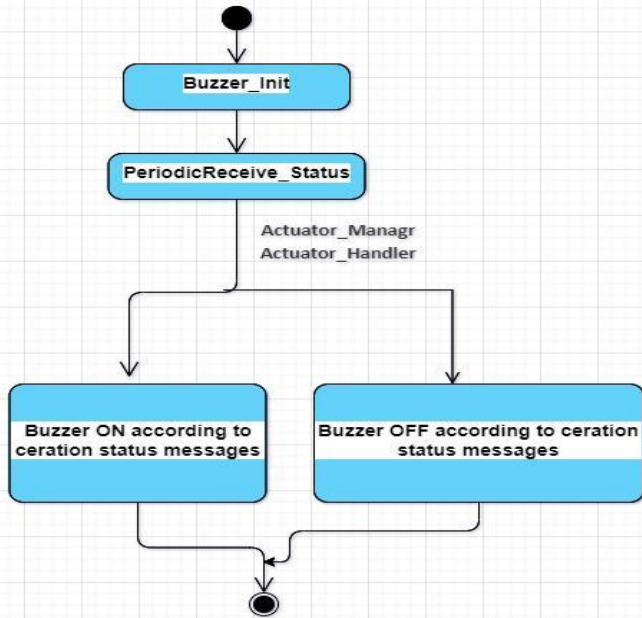 Buzzer_Init
PeriodicReceive_Status
Actuator_Managr
Actuator_Handler
Buzzer ON according to
ceration status messages
Buzzer OFF according to ceration
status messages